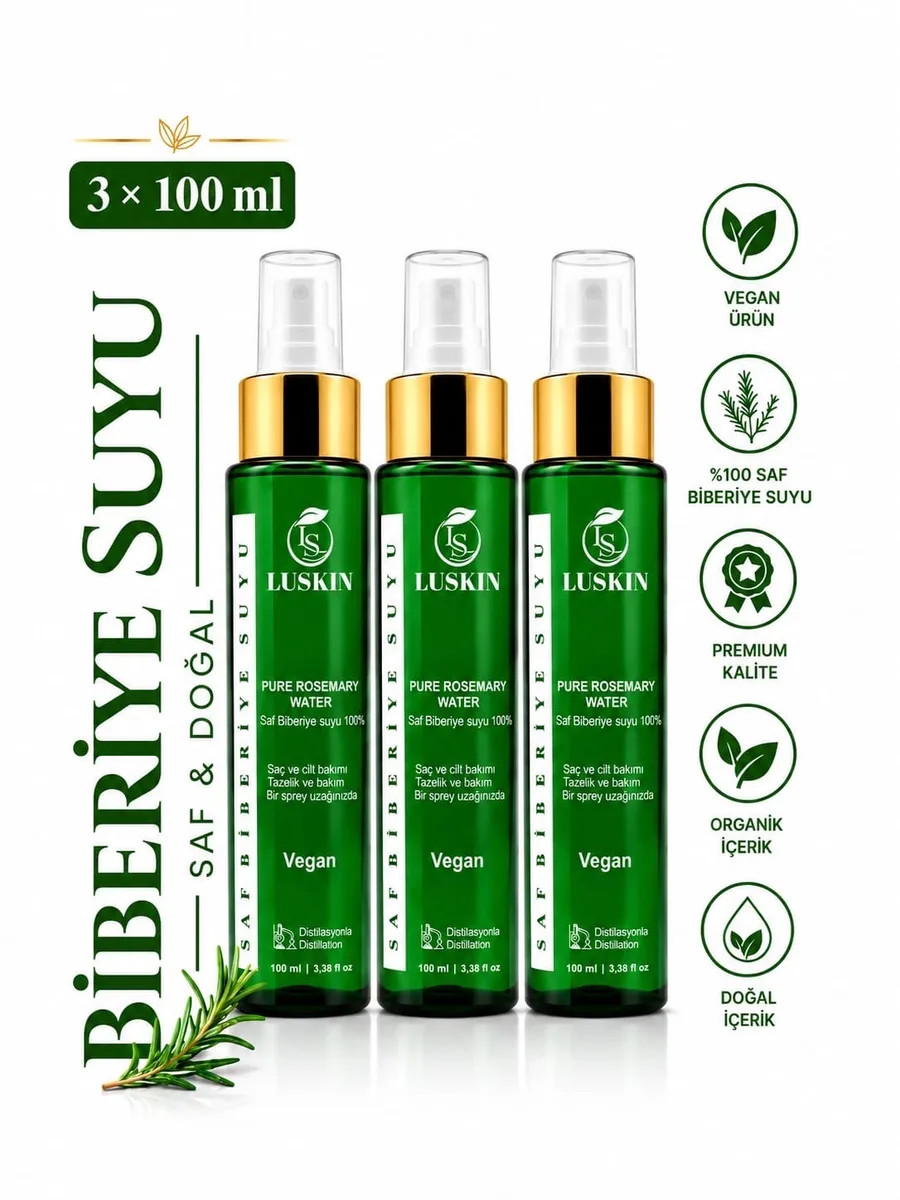 3 × 100 ml
BİBERİYE SUYU
SAF & DOĞAL
SAF BİBERİYE SUYU
LS
LUSKIN
PURE ROSEMARY
WATER
Saf Biberiye suyu 100%
Saç ve cilt bakımı
Tazelik ve bakım
Bir sprey uzağınızda
Vegan
Distilasyonla
Distillation
100 ml | 3,38 fl oz
SAF BİBERİYE SUYU
LS
LUSKIN
PURE ROSEMARY
WATER
Saf Biberiye suyu 100%
Saç ve cilt bakımı
Tazelik ve bakım
Bir sprey uzağınızda
Vegan
Distilasyonla
Distillation
100 ml | 3,38 fl oz
SAF BİBERİYE SUYU
LS
LUSKIN
PURE ROSEMARY
WATER
Saf Biberiye suyu 100%
Saç ve cilt bakımı
Tazelik ve bakım
Bir sprey uzağınızda
Vegan
Distilasyonla
Distillation
100 ml | 3,38 fl oz
VEGAN
ÜRÜN
%100 SAF
BİBERİYE SUYU
PREMIUM
KALİTE
ORGANİK
İÇERİK
DOĞAL
İÇERİK